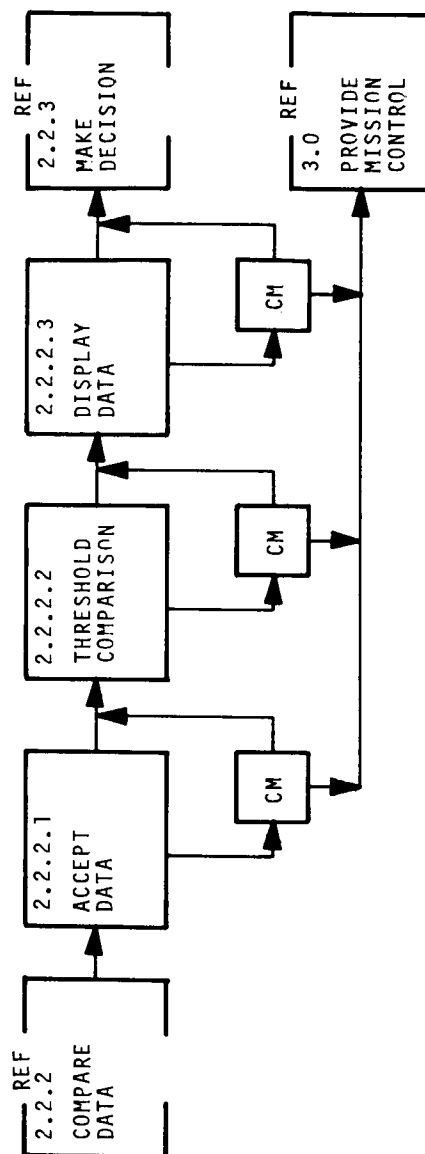 REF
2.2.2
COMPARE
DATA
2.2.2.1
ACCEPT
DATA
2.2.2.2
THRESHOLD
COMPARISON
2.2.2.3
DISPLAY
DATA
REF
2.2.3
MAKE
DECISION
CM
CM
CM
REF
3.0
PROVIDE
MISSION
CONTROL